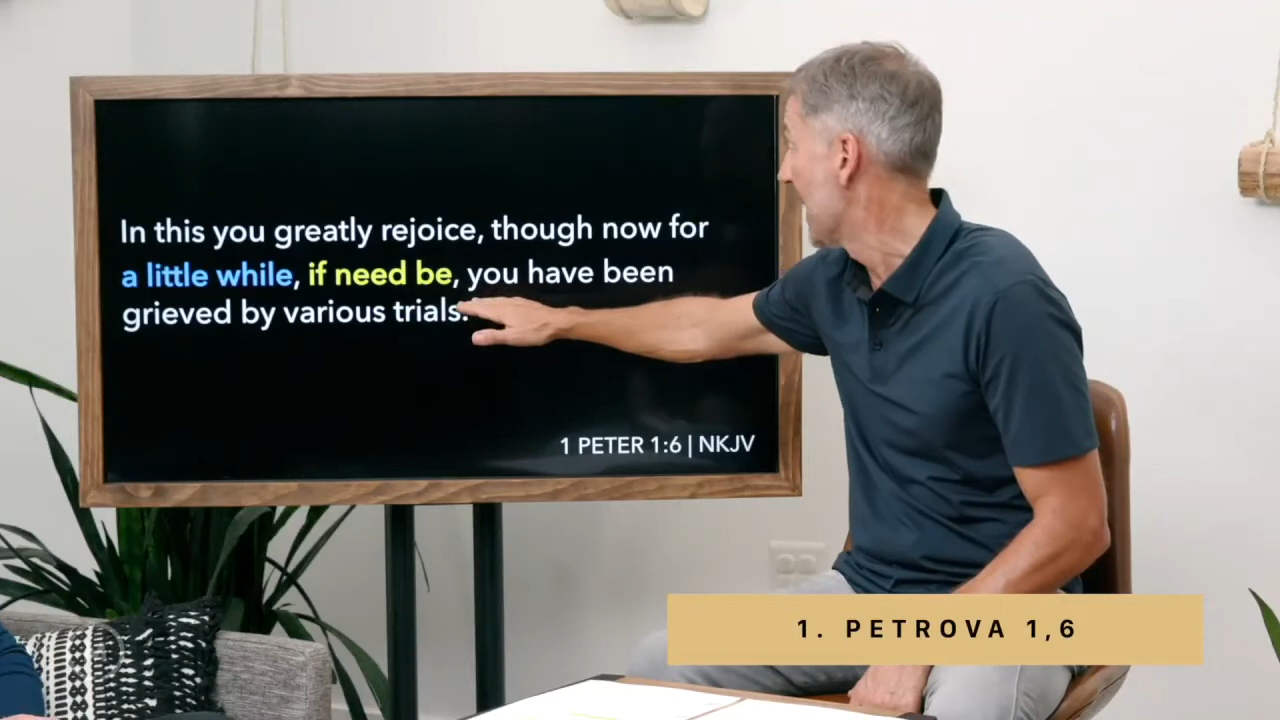 In this you greatly rejoice, though now for
a little while, if need be, you have been
grieved by various trials.
1 PETER 1:6 | NKJV
1. PETROVA 1,6